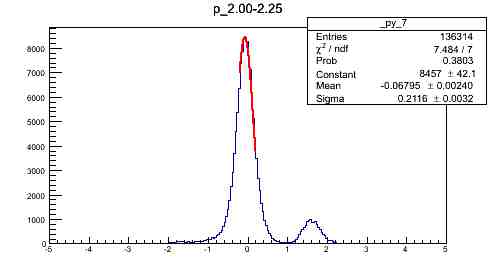 p_2.00-2.25
_py_7
Entries 136314
χ² / ndf 7.484 / 7
Prob 0.3803
Constant 8457 ± 42.1
Mean -0.06795 ± 0.00240
Sigma 0.2116 ± 0.0032
8000
7000
6000
5000
4000
3000
2000
1000
0
-5 -4 -3 -2 -1 0 1 2 3 4 5